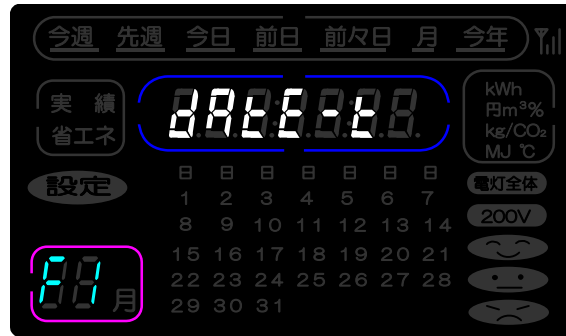 今週 先週 今日 前日 前々日 月 今年
実 績
省エネ
dAtE-t
kWh
円m³%
kg/CO₂
MJ ℃
設定
日 日 日 日 日 日 日
1 2 3 4 5 6 7
8 9 10 11 12 13 14
15 16 17 18 19 20 21
22 23 24 25 26 27 28
29 30 31
電灯全体
200V
F1 月